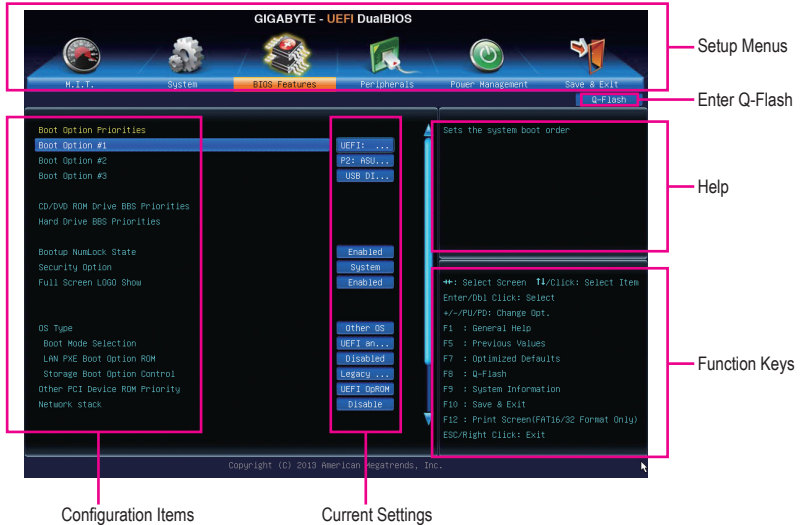 GIGABYTE - UEFI DualBIOS
Setup Menus
M.I.T. System BIOS Features Peripherals Power Management Save & Exit
Q-Flash
Enter Q-Flash
Boot Option Priorities
Boot Option #1 UEFI: ...
Boot Option #2 P2: ASU...
Boot Option #3 USB DI...
CD/DVD ROM Drive BBS Priorities
Hard Drive BBS Priorities
Bootup NumLock State Enabled
Security Option System
Full Screen LOGO Show Enabled
OS Type Other OS
Boot Mode Selection UEFI an...
LAN PXE Boot Option ROM Disabled
Storage Boot Option Control Legacy ...
Other PCI Device ROM Priority UEFI OpROM
Network stack Disable
Sets the system boot order
Help
→←: Select Screen ↑↓/Click: Select Item
Enter/Dbl Click: Select
+/-/PU/PD: Change Opt.
F1 : General Help
F5 : Previous Values
F7 : Optimized Defaults
F8 : Q-Flash
F9 : System Information
F10 : Save & Exit
F12 : Print Screen(FAT16/32 Format Only)
ESC/Right Click: Exit
Function Keys
Copyright (C) 2013 American Megatrends, Inc.
Configuration Items
Current Settings